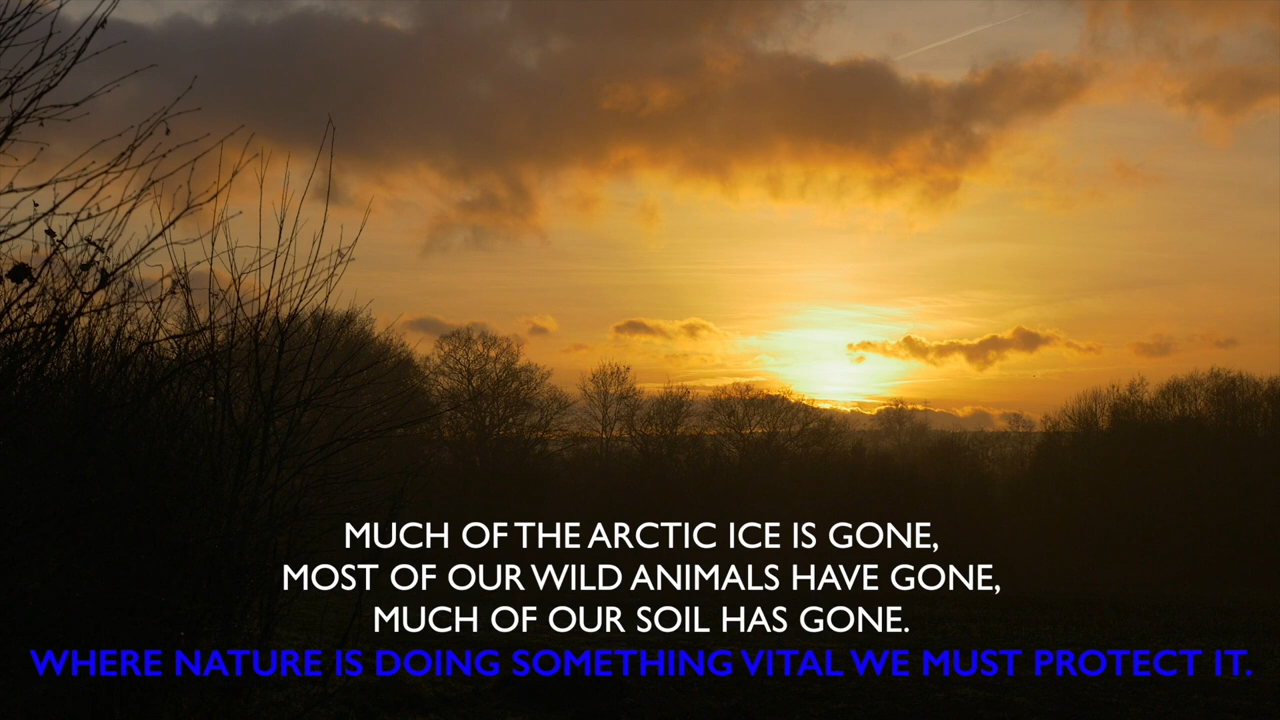 MUCH OF THE ARCTIC ICE IS GONE,
MOST OF OUR WILD ANIMALS HAVE GONE,
MUCH OF OUR SOIL HAS GONE.
WHERE NATURE IS DOING SOMETHING VITAL WE MUST PROTECT IT.